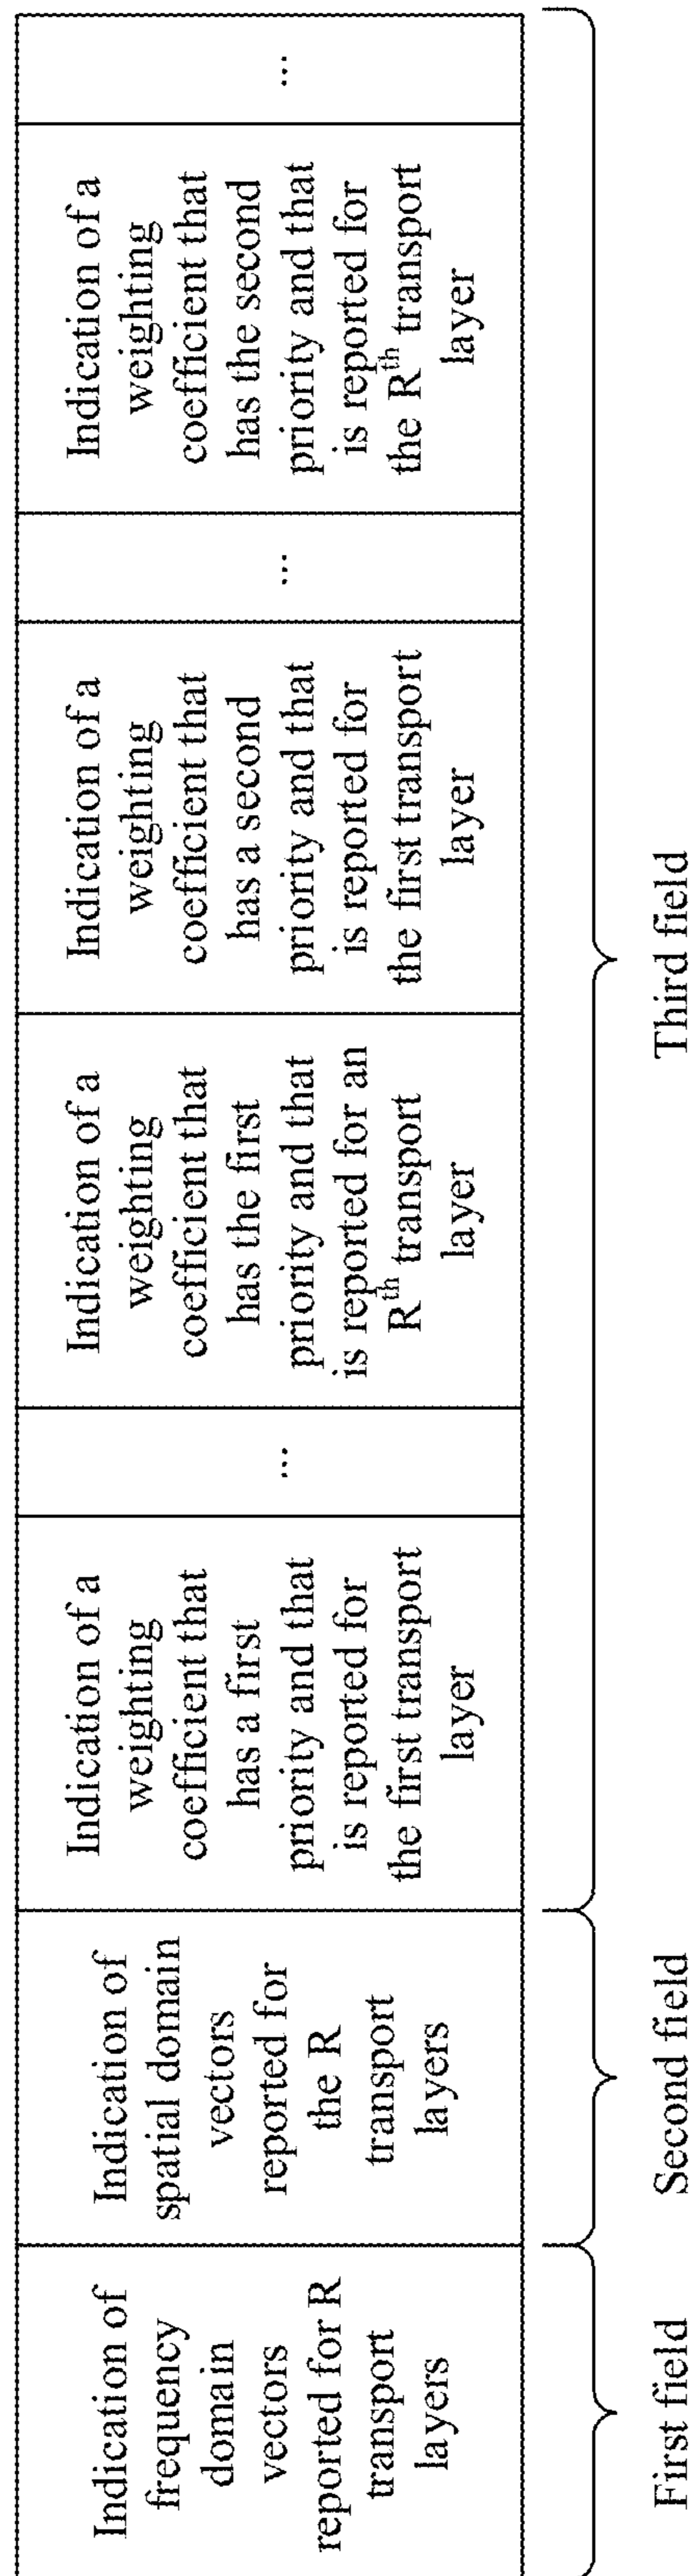 Indication of
frequency
domain
vectors
reported for R
transport
layers
Indication of
spatial domain
vectors
reported for
the R
transport
layers
Indication of a
weighting
coefficient that
has a first
priority and that
is reported for
the first transport
layer
...
Indication of a
weighting
coefficient that
has the first
priority and that
is reported for an
Rth transport
layer
Indication of a
weighting
coefficient that
has a second
priority and that
is reported for
the first transport
layer
...
Indication of a
weighting
coefficient that
has the second
priority and that
is reported for
the Rth transport
layer
...
First field
Second field
Third field